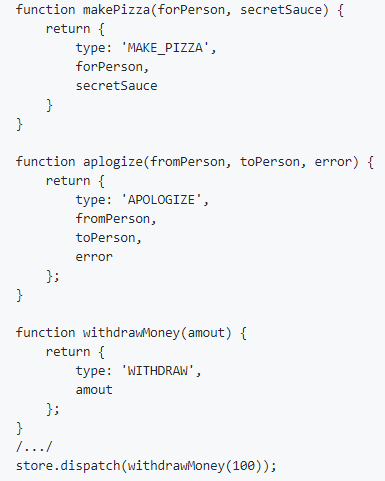 function makePizza(forPerson, secretSauce) {
    return {
        type: 'MAKE_PIZZA',
        forPerson,
        secretSauce
    }
}

function aplogize(fromPerson, toPerson, error) {
    return {
        type: 'APOLOGIZE',
        fromPerson,
        toPerson,
        error
    };
}

function withdrawMoney(amout) {
    return {
        type: 'WITHDRAW',
        amout
    };
}
/.../
store.dispatch(withdrawMoney(100));